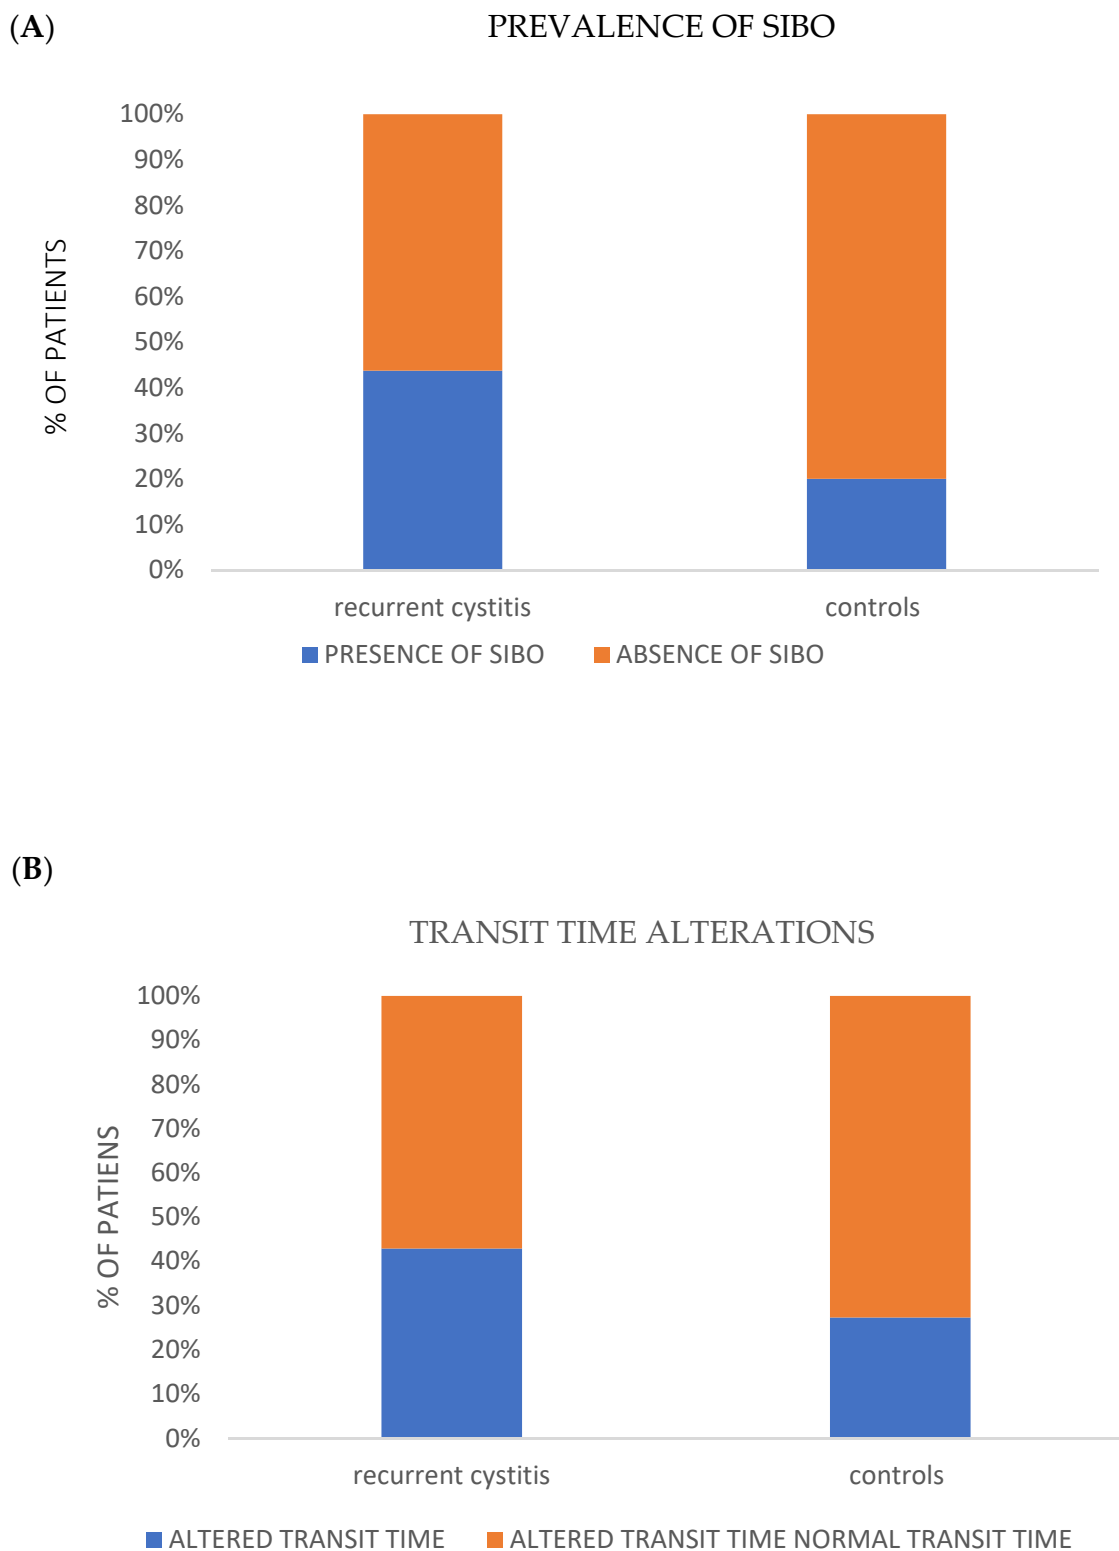 (A)
PREVALENCE OF SIBO
100%
90%
80%
70%
60%
50%
40%
30%
20%
10%
0%
% OF PATIENTS
recurrent cystitis
controls
PRESENCE OF SIBO
ABSENCE OF SIBO
(B)
TRANSIT TIME ALTERATIONS
100%
90%
80%
70%
60%
50%
40%
30%
20%
10%
0%
% OF PATIENS
recurrent cystitis
controls
ALTERED TRANSIT TIME
ALTERED TRANSIT TIME NORMAL TRANSIT TIME